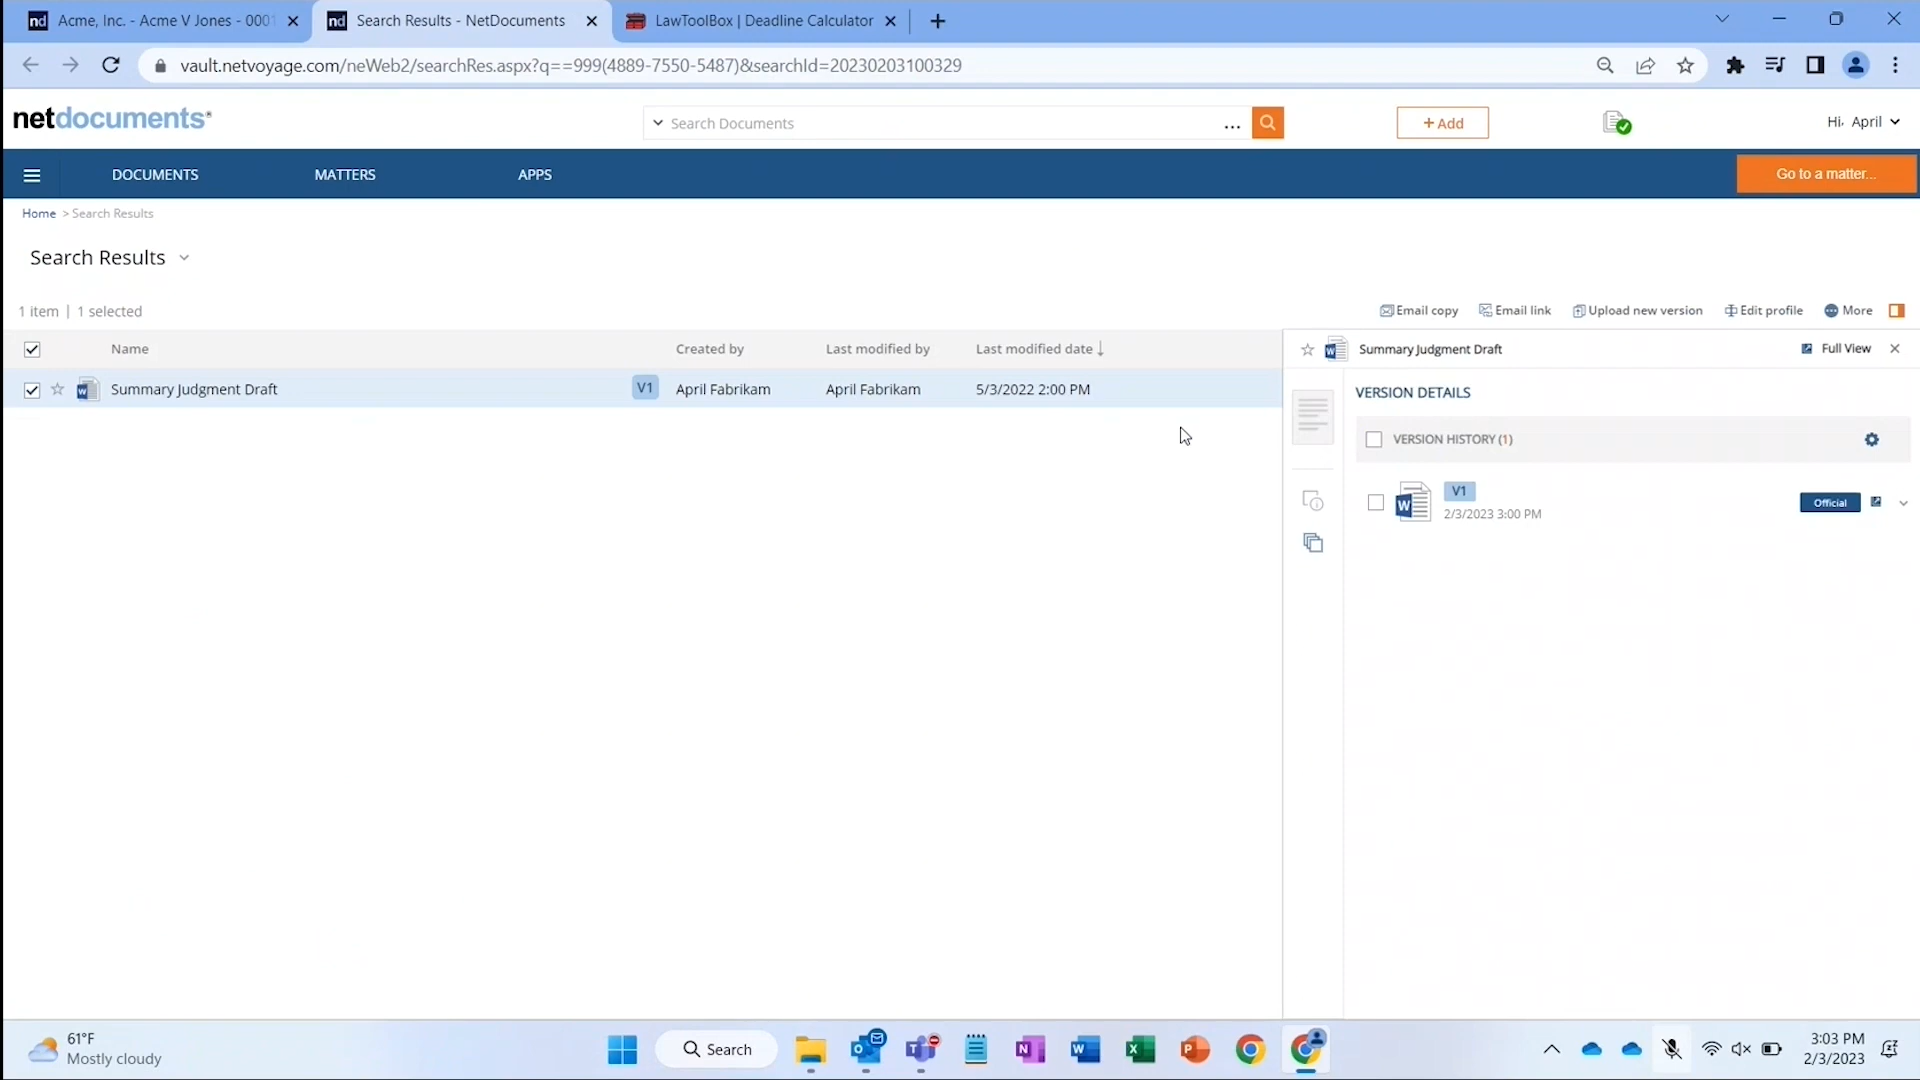 Acme, Inc. - Acme V Jones - 0001
Search Results - NetDocuments
LawToolBox | Deadline Calculator
vault.netvoyage.com/neWeb2/searchRes.aspx?q==999(4889-7550-5487)&searchId=20230203100329
netdocuments®
Search Documents
...
+ Add
Hi, April
DOCUMENTS
MATTERS
APPS
Go to a matter...
Home > Search Results
Search Results
1 item | 1 selected
Email copy
Email link
Upload new version
Edit profile
More
Name
Created by
Last modified by
Last modified date ↓
Summary Judgment Draft
V1
April Fabrikam
April Fabrikam
5/3/2022 2:00 PM
Summary Judgment Draft
Full View
VERSION DETAILS
VERSION HISTORY (1)
V1
2/3/2023 3:00 PM
Official
61°F
Mostly cloudy
Search
3:03 PM
2/3/2023